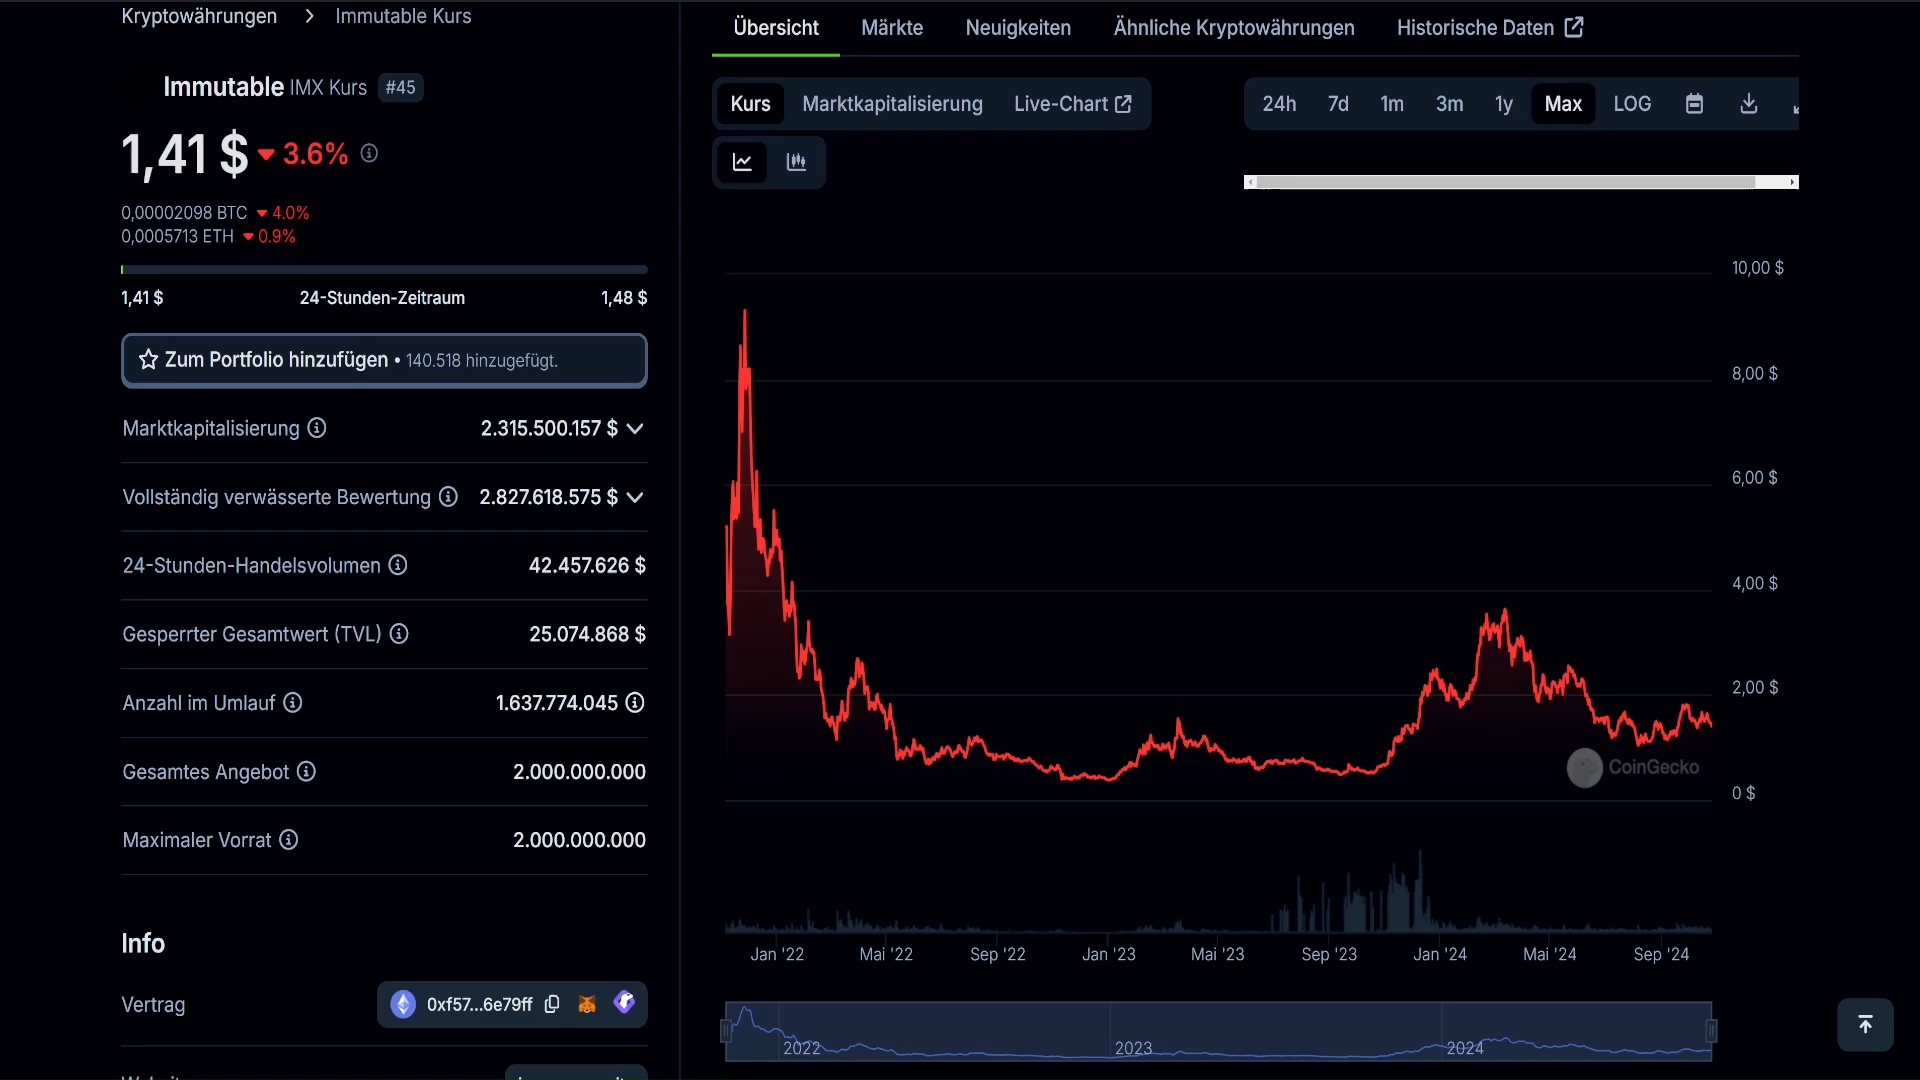 Kryptowährungen > Immutable Kurs
Immutable IMX Kurs #45
1,41 $ 3.6%
0,00002098 BTC 4.0%
0,0005713 ETH 0.9%
1,41 $ 24-Stunden-Zeitraum 1,48 $
Zum Portfolio hinzufügen • 140.518 hinzugefügt.
Marktkapitalisierung 2.315.500.157 $
Vollständig verwässerte Bewertung 2.827.618.575 $
24-Stunden-Handelsvolumen 42.457.626 $
Gesperrter Gesamtwert (TVL) 25.074.868 $
Anzahl im Umlauf 1.637.774.045
Gesamtes Angebot 2.000.000.000
Maximaler Vorrat 2.000.000.000
Info
Vertrag 0xf57...6e79ff
Übersicht Märkte Neuigkeiten Ähnliche Kryptowährungen Historische Daten
Kurs Marktkapitalisierung Live-Chart
24h 7d 1m 3m 1y Max LOG
10,00 $
8,00 $
6,00 $
4,00 $
2,00 $
CoinGecko
0 $
Jan '22 Mai '22 Sep '22 Jan '23 Mai '23 Sep '23 Jan '24 Mai '24 Sep '24
2022 2023 2024